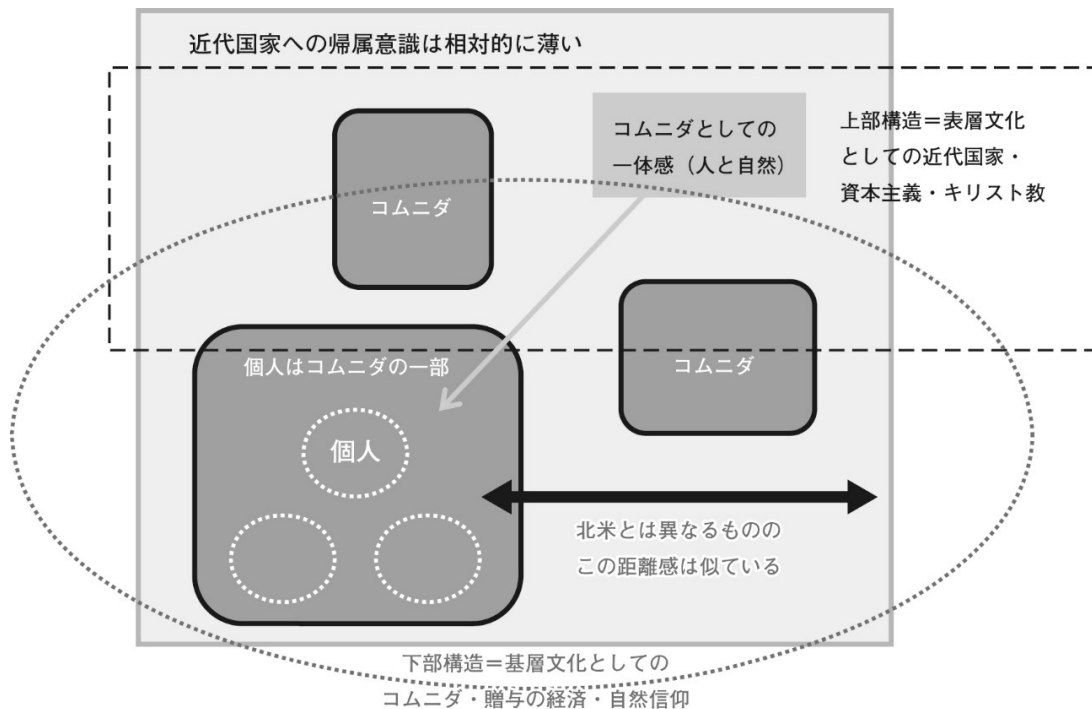 近代国家への帰属意識は相対的に薄い
コムニダとしての
一体感（人と自然）
上部構造＝表層文化
としての近代国家・
資本主義・キリスト教
コムニダ
コムニダ
個人はコムニダの一部
個人
北米とは異なるものの
この距離感は似ている
下部構造＝基層文化としての
コムニダ・贈与の経済・自然信仰